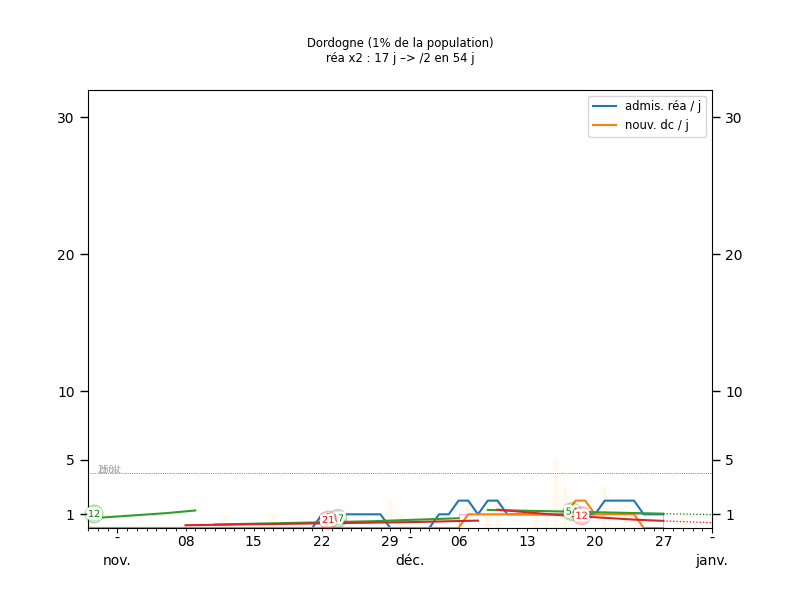 Dordogne (1% de la population)
réa x2 : 17 j –> /2 en 54 j
admis. réa / j
nouv. dc / j
30 30
20 20
10 10
5 5
1 1
12
21
-12
- 08 15 22 29 - 06 13 20 27 -
nov. déc. janv.